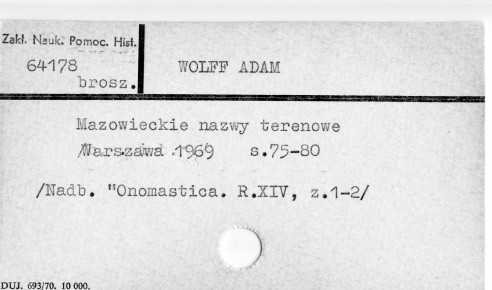 Zakł. Nauk. Pomoc. Hist.
64178
brosz.
WOLFF ADAM
Mazowieckie nazwy terenowe
/Warszawa 1969 s.75-80
/Nadb. "Onomastica. R.XIV, z.1-2/
DUJ. 693/70. 10 000.